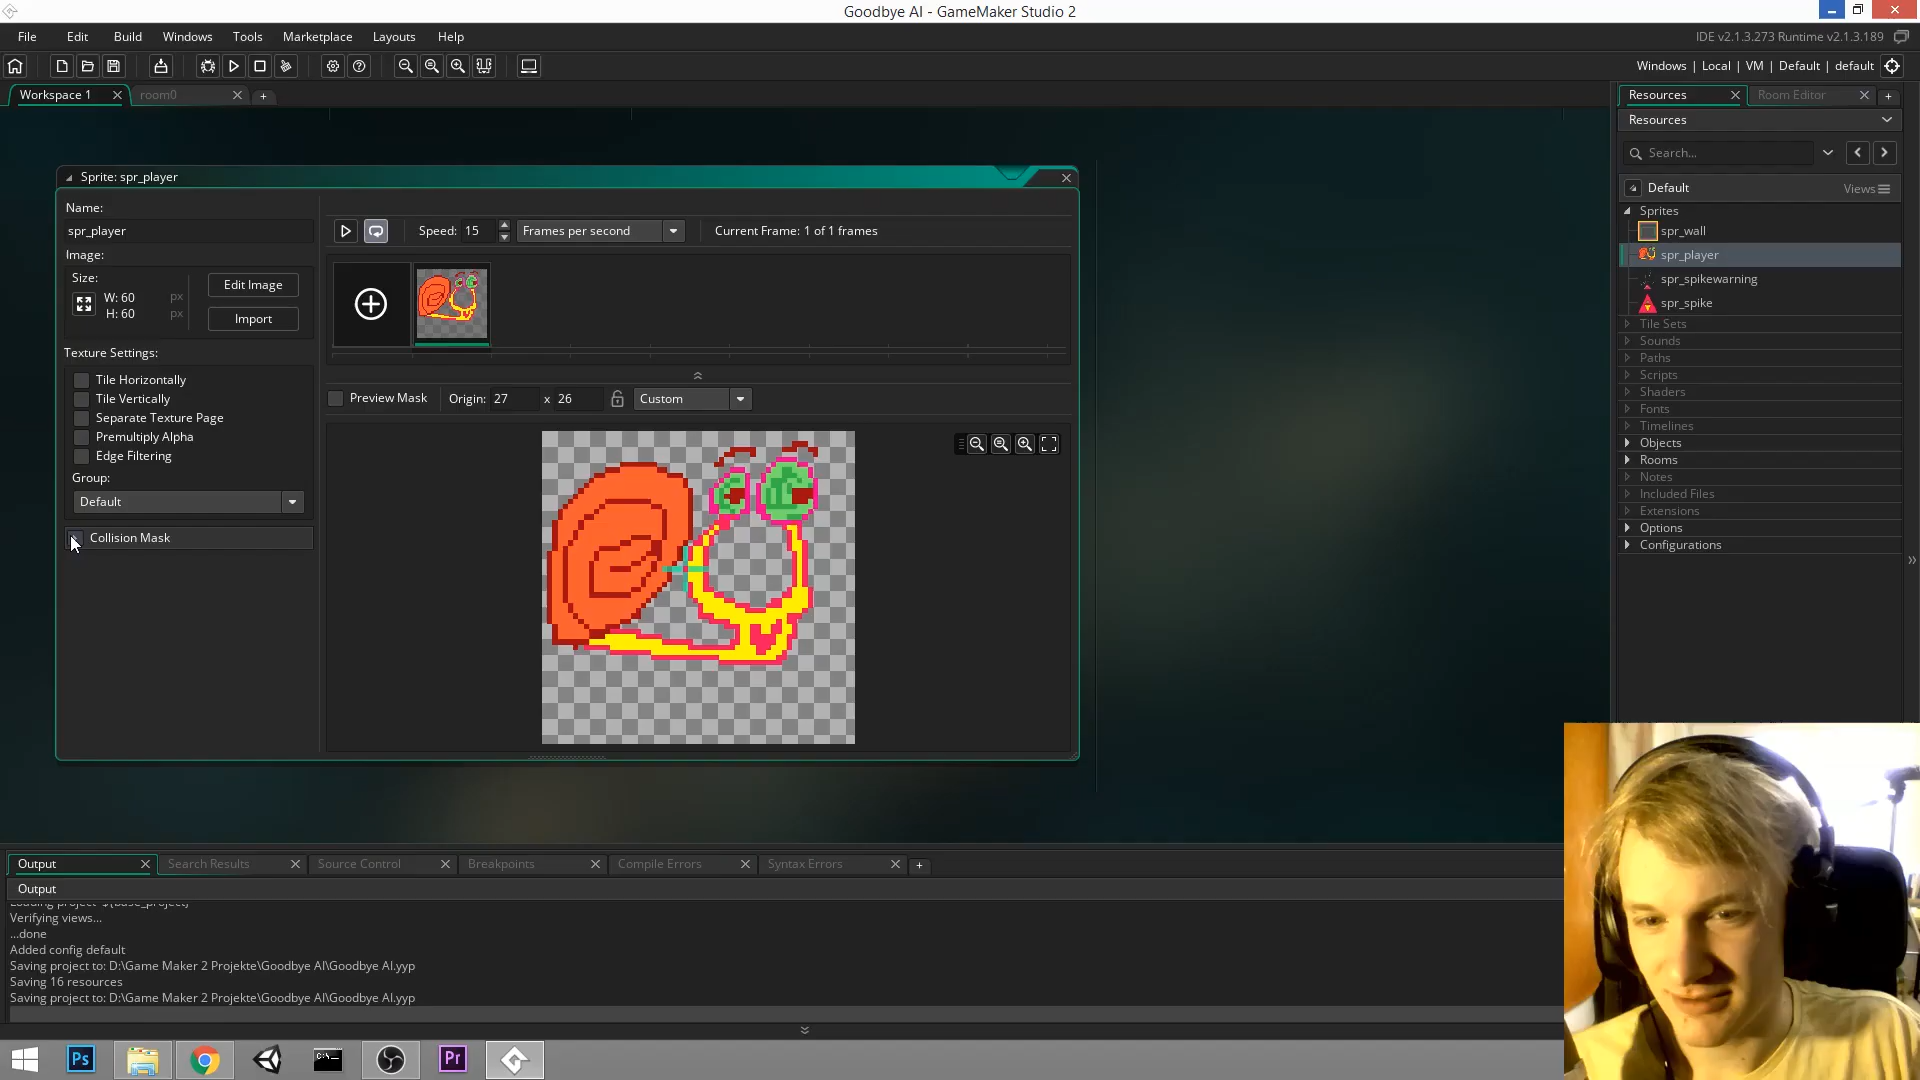 Goodbye AI - GameMaker Studio 2
File Edit Build Windows Tools Marketplace Layouts Help
IDE v2.1.3.273 Runtime v2.1.3.189
Windows | Local | VM | Default | default
Workspace 1
room0
Resources
Room Editor
Resources
Search...
Default
Views
Sprites
spr_wall
spr_player
spr_spikewarning
spr_spike
Tile Sets
Sounds
Paths
Scripts
Shaders
Fonts
Timelines
Objects
Rooms
Notes
Included Files
Extensions
Options
Configurations
Sprite: spr_player
Name:
spr_player
Image:
Size:
W: 60 px
H: 60 px
Edit Image
Import
Texture Settings:
Tile Horizontally
Tile Vertically
Separate Texture Page
Premultiply Alpha
Edge Filtering
Group:
Default
Collision Mask
Speed: 15 Frames per second Current Frame: 1 of 1 frames
Preview Mask Origin: 27 x 26 Custom
Output Search Results Source Control Breakpoints Compile Errors Syntax Errors
Output
Loading project
Verifying views...
...done
Added config default
Saving project to: D:\Game Maker 2 Projekte\Goodbye AI\Goodbye AI.yyp
Saving 16 resources
Saving project to: D:\Game Maker 2 Projekte\Goodbye AI\Goodbye AI.yyp
Ps
Pr